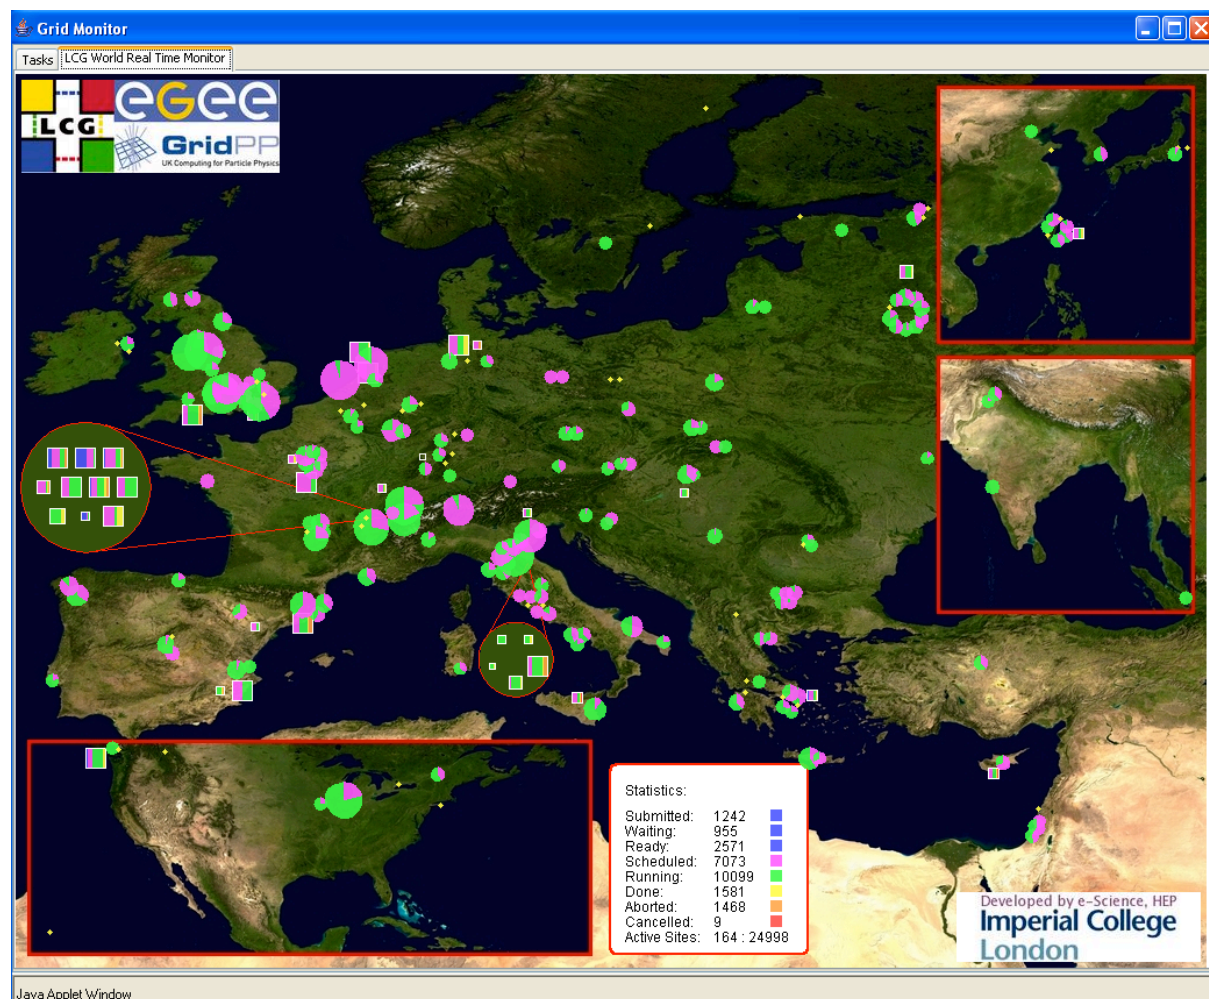 Grid Monitor
Tasks
LCG World Real Time Monitor
LCG
eGee
GridPP
UK Computing for Particle Physics
Statistics:
Submitted: 1242
Waiting: 955
Ready: 2571
Scheduled: 7073
Running: 10099
Done: 1581
Aborted: 1468
Cancelled: 9
Active Sites: 164 : 24998
Developed by e-Science, HEP
Imperial College
London
Java Applet Window